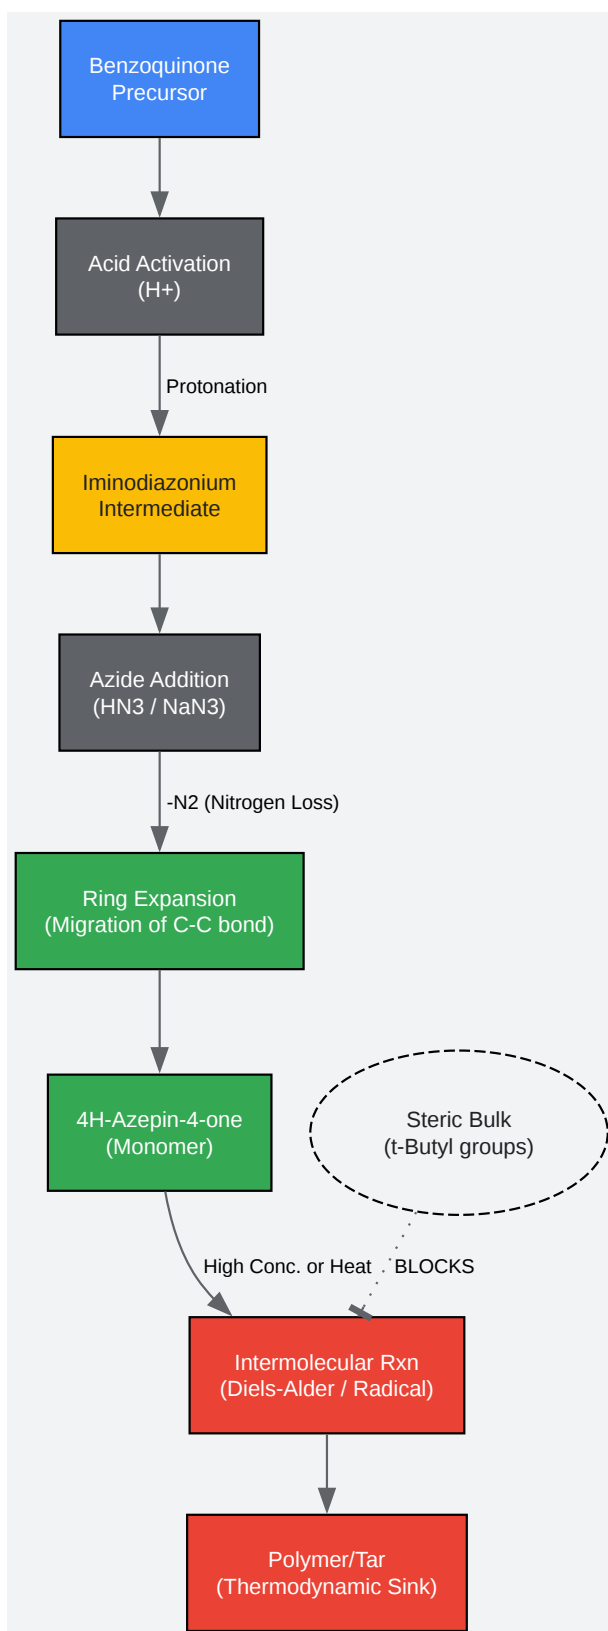 Benzoquinone
Precursor
Acid Activation
(H+)
Protonation
Iminodiazonium
Intermediate
Azide Addition
(HN3 / NaN3)
-N2 (Nitrogen Loss)
Ring Expansion
(Migration of C-C bond)
4H-Azepin-4-one
(Monomer)
Steric Bulk
(t-Butyl groups)
High Conc. or Heat
BLOCKS
Intermolecular Rxn
(Diels-Alder / Radical)
Polymer/Tar
(Thermodynamic Sink)